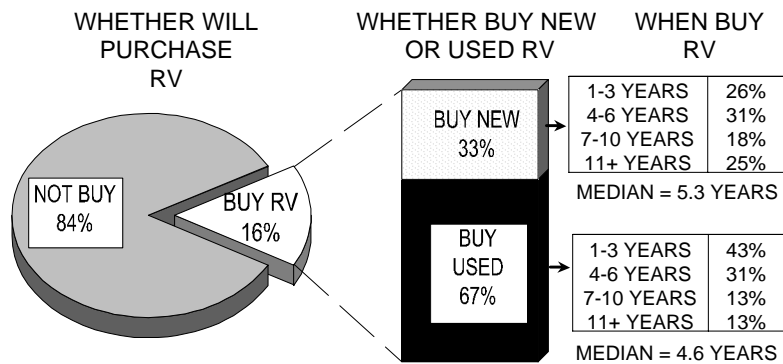 WHETHER WILL
PURCHASE
RV
WHETHER BUY NEW
OR USED RV
WHEN BUY
RV
NOT BUY
84%
BUY RV
16%
BUY NEW
33%
BUY
USED
67%
1-3 YEARS 26%
4-6 YEARS 31%
7-10 YEARS 18%
11+ YEARS 25%
MEDIAN = 5.3 YEARS
1-3 YEARS 43%
4-6 YEARS 31%
7-10 YEARS 13%
11+ YEARS 13%
MEDIAN = 4.6 YEARS